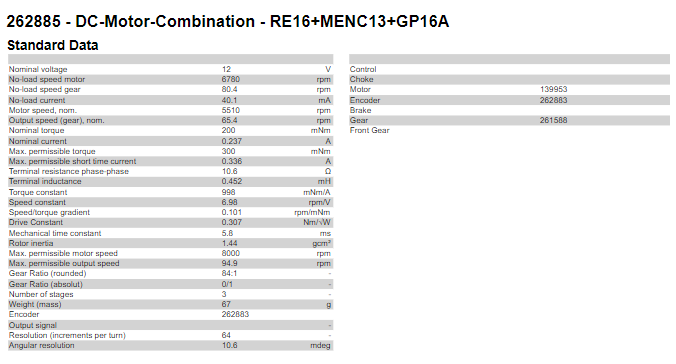 262885 - DC-Motor-Combination - RE16+MENC13+GP16A
Standard Data
Nominal voltage 12 V Control
No-load speed motor 6780 rpm Choke
No-load speed gear 80.4 rpm Motor 139953
No-load current 40.1 mA Encoder 262883
Motor speed, nom. 5510 rpm Brake
Output speed (gear), nom. 65.4 rpm Gear 261588
Nominal torque 200 mNm Front Gear
Nominal current 0.237 A
Max. permissible torque 300 mNm
Max. permissible short time current 0.336 A
Terminal resistance phase-phase 10.6 Ω
Terminal inductance 0.452 mH
Torque constant 998 mNm/A
Speed constant 6.98 rpm/V
Speed/torque gradient 0.101 rpm/mNm
Drive Constant 0.307 Nm/√W
Mechanical time constant 5.8 ms
Rotor inertia 1.44 gcm²
Max. permissible motor speed 8000 rpm
Max. permissible output speed 94.9 rpm
Gear Ratio (rounded) 84:1 -
Gear Ratio (absolut) 0/1 -
Number of stages 3 -
Weight (mass) 67 g
Encoder 262883
Output signal -
Resolution (increments per turn) 64 -
Angular resolution 10.6 mdeg